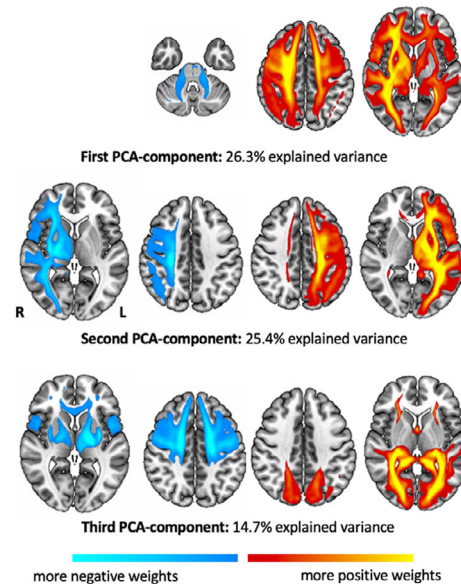 First PCA-component: 26.3% explained variance
R L
Second PCA-component: 25.4% explained variance
Third PCA-component: 14.7% explained variance
more negative weights more positive weights